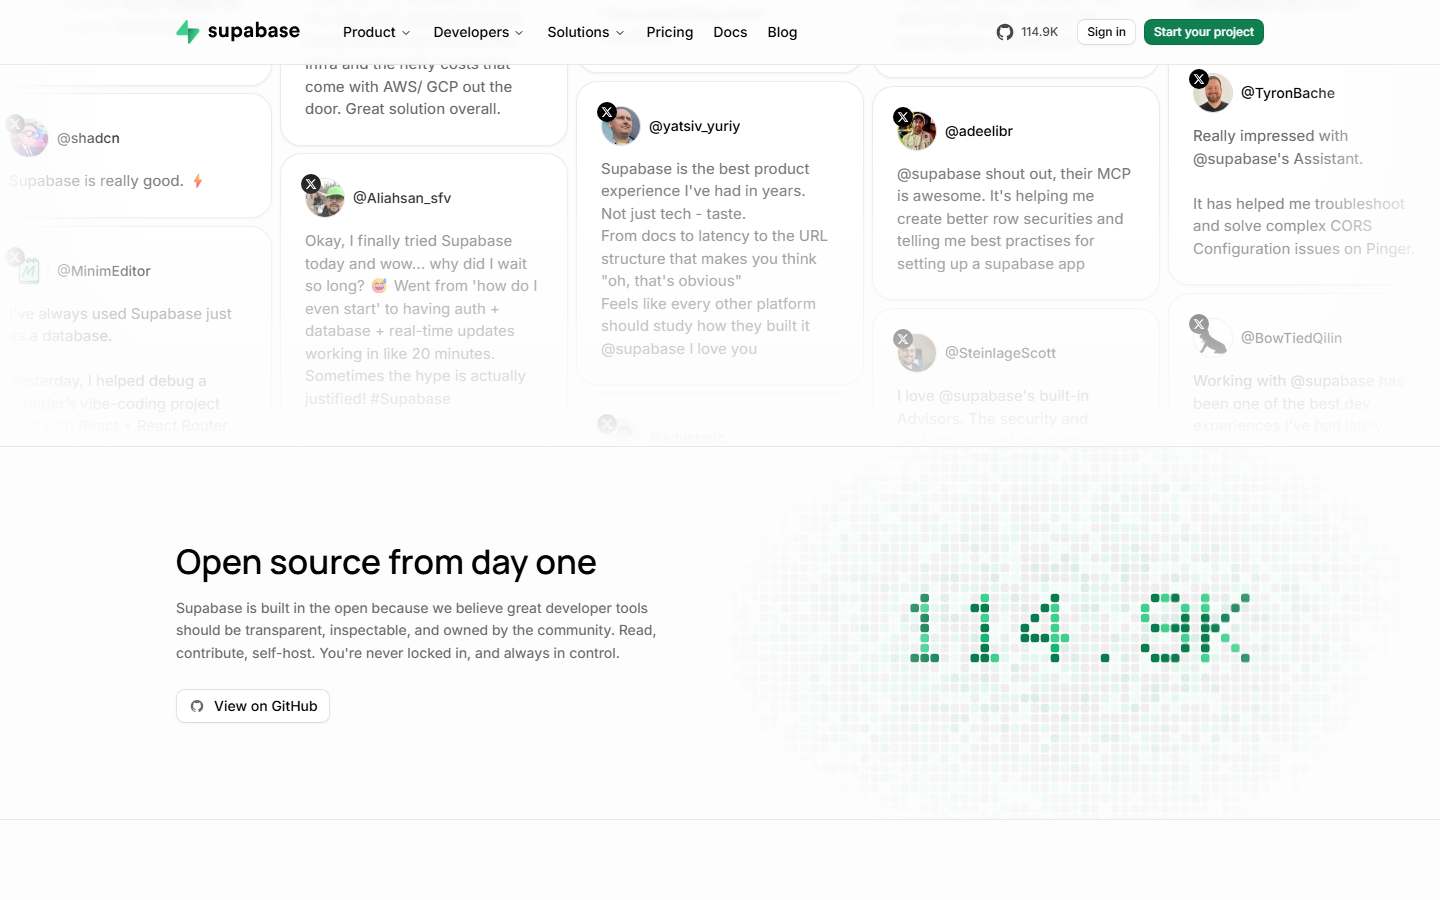 supabase
Product
Developers
Solutions
Pricing
Docs
Blog
114.9K
Sign in
Start your project
@shadcn
Supabase is really good.
@MinimEditor
I've always used Supabase just
as a database.
Yesterday, I helped debug a
vibe-coding project
React + React Router
infra and the hefty costs that
come with AWS/ GCP out the
door. Great solution overall.
@Aliahsan_sfv
Okay, I finally tried Supabase
today and wow... why did I wait
so long? 😅 Went from 'how do I
even start' to having auth +
database + real-time updates
working in like 20 minutes.
Sometimes the hype is actually
justified! #Supabase
@yatsiv_yuriy
Supabase is the best product
experience I've had in years.
Not just tech - taste.
From docs to latency to the URL
structure that makes you think
"oh, that's obvious"
Feels like every other platform
should study how they built it
@supabase I love you
@adeelibr
@supabase shout out, their MCP
is awesome. It's helping me
create better row securities and
telling me best practises for
setting up a supabase app
@SteinlageScott
I love @supabase's built-in
Advisors. The security and
@TyronBache
Really impressed with
@supabase's Assistant.
It has helped me troubleshoot
and solve complex CORS
Configuration issues on Pinger.
@BowTiedQilin
Working with @supabase has
been one of the best dev
experiences I've had
Open source from day one
Supabase is built in the open because we believe great developer tools
should be transparent, inspectable, and owned by the community. Read,
contribute, self-host. You're never locked in, and always in control.
View on GitHub
114.9K